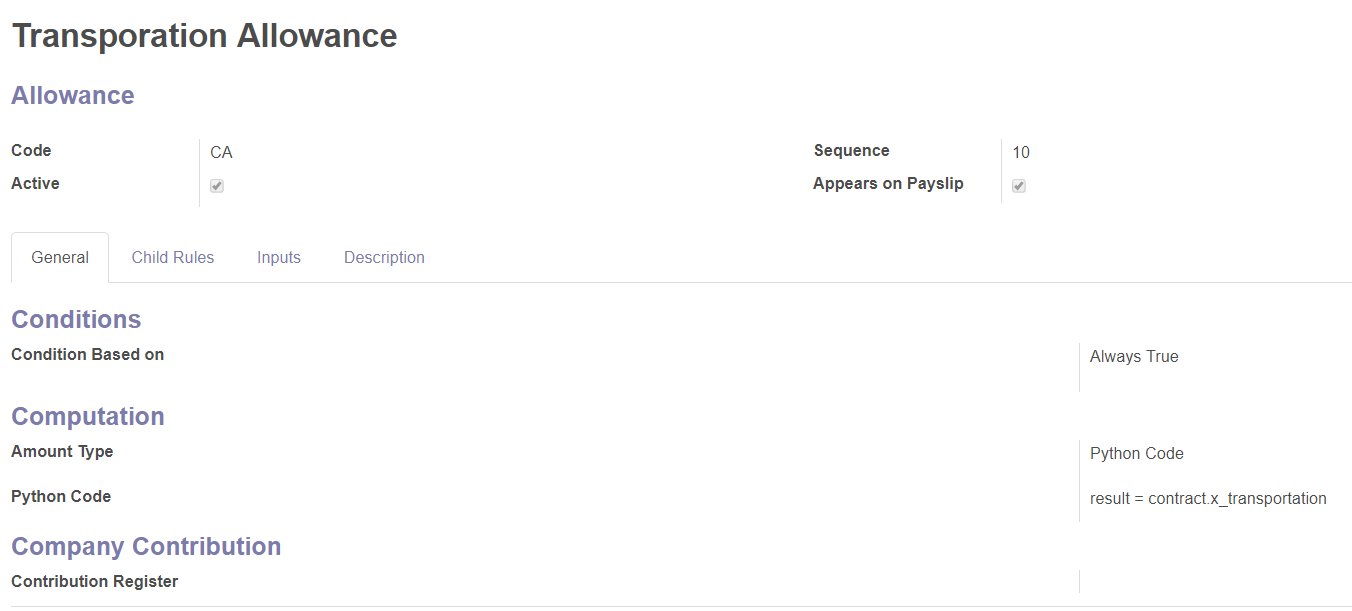 Transporation Allowance
Allowance
Code CA Sequence 10
Active Appears on Payslip
General Child Rules Inputs Description
Conditions
Condition Based on Always True
Computation
Amount Type Python Code
Python Code result = contract.x_transportation
Company Contribution
Contribution Register